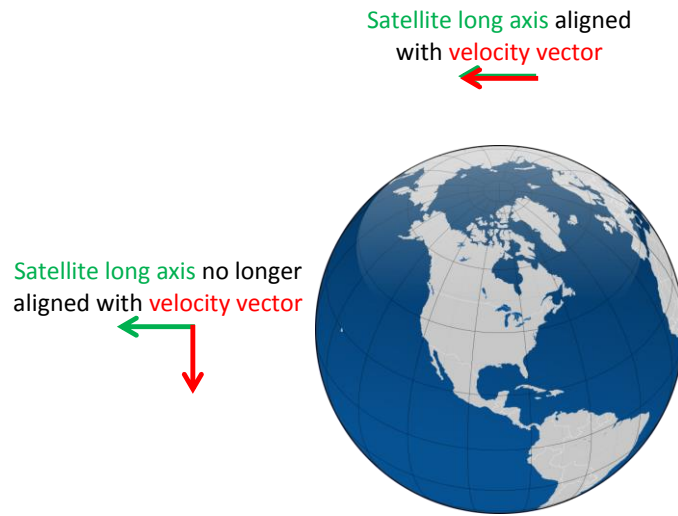 Satellite long axis aligned
with velocity vector
Satellite long axis no longer
aligned with velocity vector